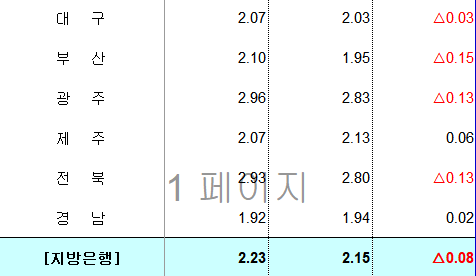 대 구 2.07 2.03 △0.03
부 산 2.10 1.95 △0.15
광 주 2.96 2.83 △0.13
제 주 2.07 2.13 0.06
전 북 2.93 2.80 △0.13
1 페이지
경 남 1.92 1.94 0.02
[지방은행] 2.23 2.15 △0.08